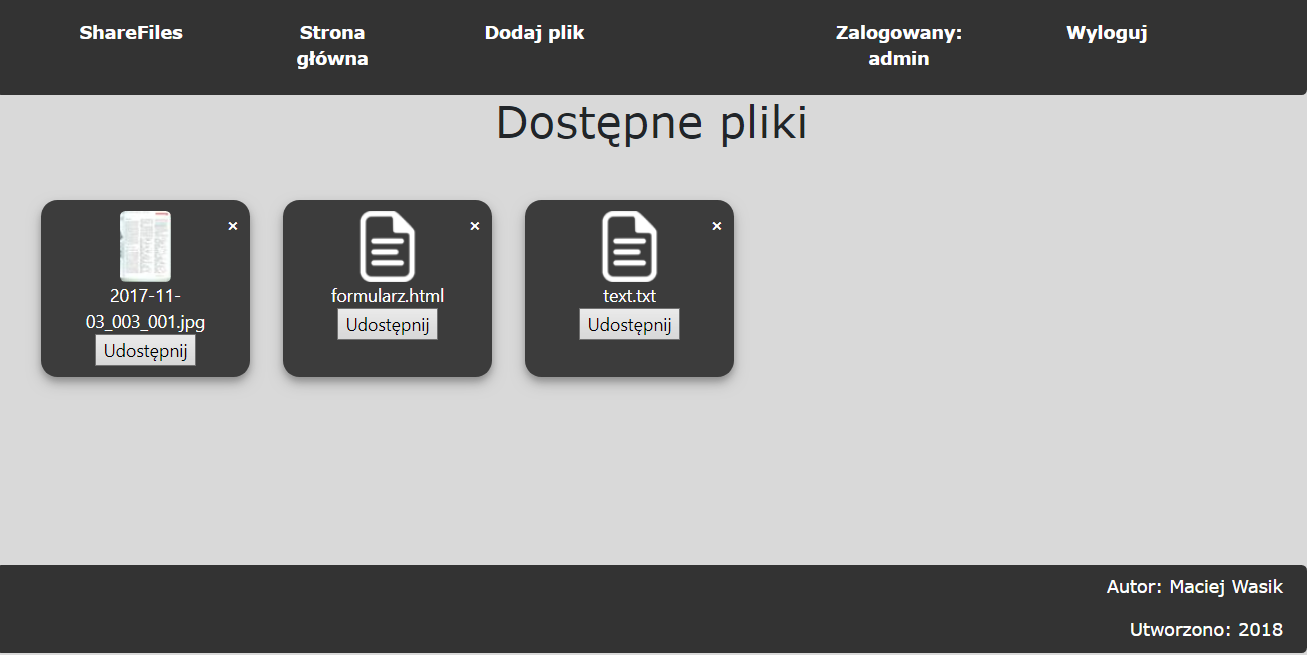 ShareFiles
Strona
główna
Dodaj plik
Zalogowany:
admin
Wyloguj
Dostępne pliki
×
2017-11-
03_003_001.jpg
Udostępnij
×
formularz.html
Udostępnij
×
text.txt
Udostępnij
Autor: Maciej Wasik
Utworzono: 2018